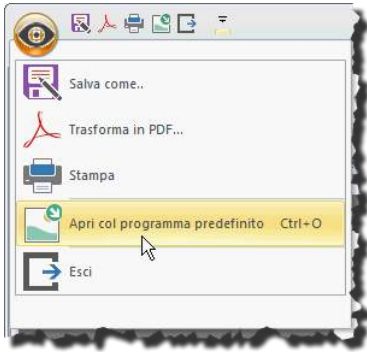 Salva come..
Trasforma in PDF...
Stampa
Apri col programma predefinito Ctrl+O
Esci